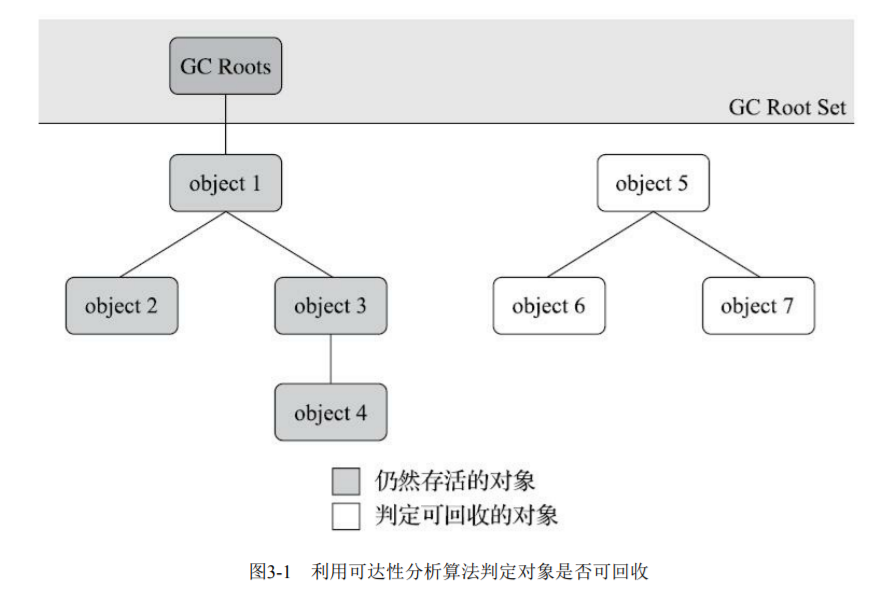 GC Roots
GC Root Set
object 1
object 5
object 2
object 3
object 6
object 7
object 4
仍然存活的对象
判定可回收的对象
图3-1 利用可达性分析算法判定对象是否可回收